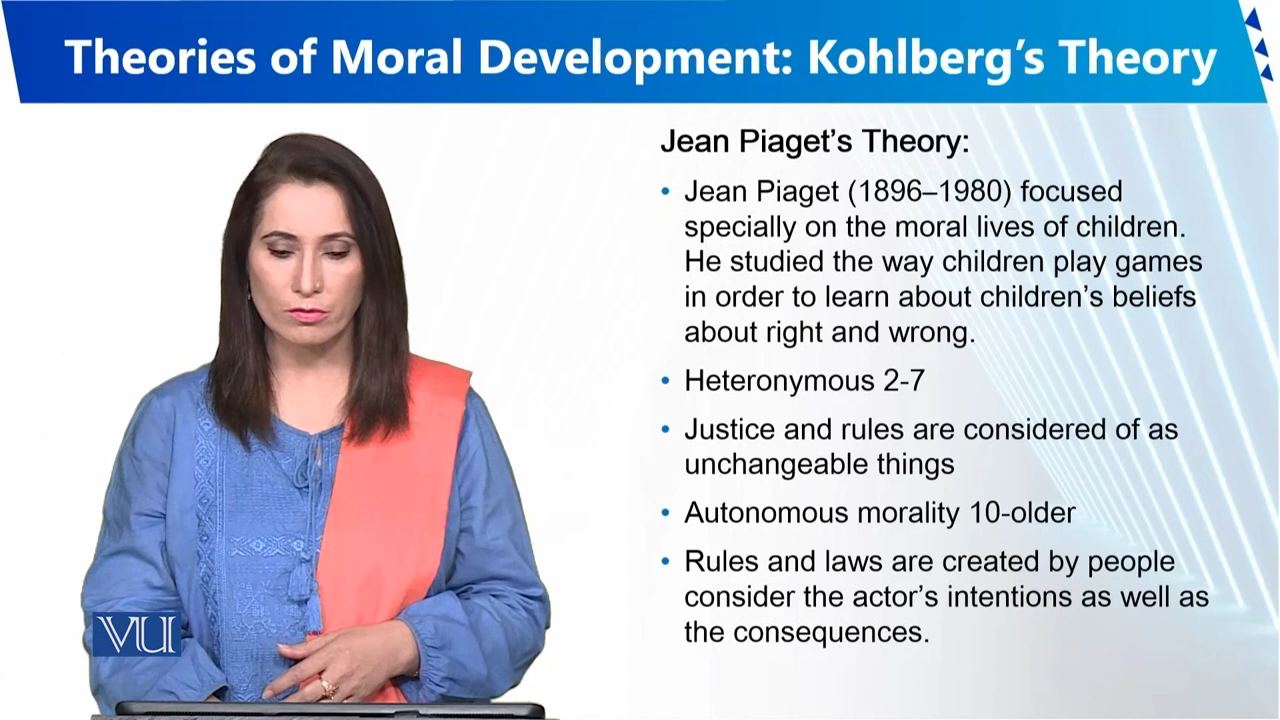 Theories of Moral Development: Kohlberg's Theory
Jean Piaget's Theory:
• Jean Piaget (1896–1980) focused
specially on the moral lives of children.
He studied the way children play games
in order to learn about children's beliefs
about right and wrong.
• Heteronymous 2-7
• Justice and rules are considered of as
unchangeable things
• Autonomous morality 10-older
• Rules and laws are created by people
consider the actor's intentions as well as
the consequences.
VU